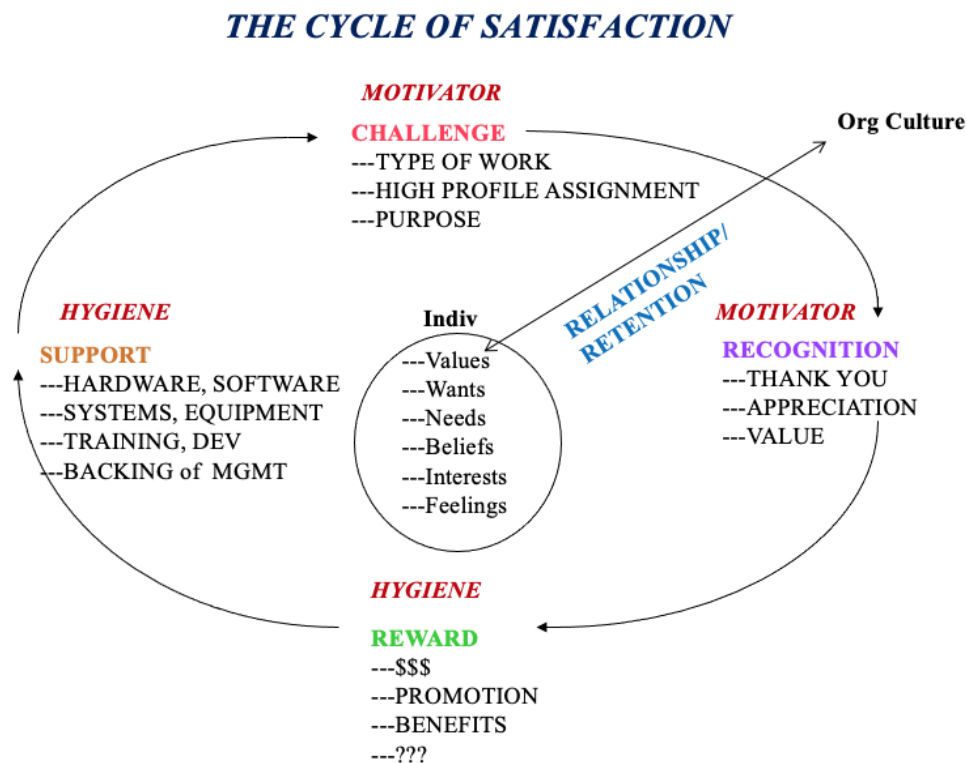 THE CYCLE OF SATISFACTION
MOTIVATOR
CHALLENGE
---TYPE OF WORK
---HIGH PROFILE ASSIGNMENT
---PURPOSE
Org Culture
RELATIONSHIP/
RETENTION
MOTIVATOR
RECOGNITION
---THANK YOU
---APPRECIATION
---VALUE
HYGIENE
SUPPORT
---HARDWARE, SOFTWARE
---SYSTEMS, EQUIPMENT
---TRAINING, DEV
---BACKING of MGMT
Indiv
---Values
---Wants
---Needs
---Beliefs
---Interests
---Feelings
HYGIENE
REWARD
---$$$
---PROMOTION
---BENEFITS
---???